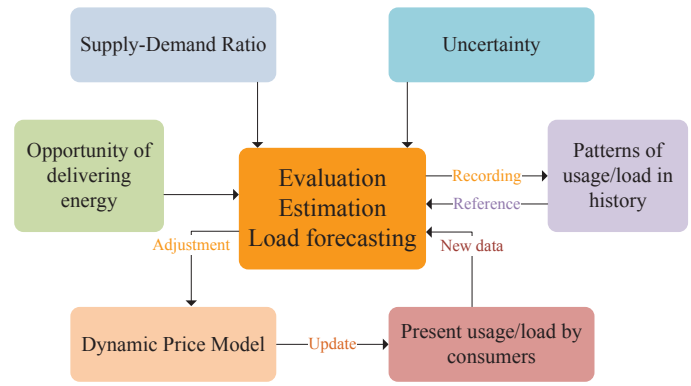 Supply-Demand Ratio
Uncertainty
Opportunity of
delivering
energy
Evaluation
Estimation
Load forecasting
Recording
Reference
Patterns of
usage/load in
history
Adjustment
New data
Dynamic Price Model
Update
Present usage/load by
consumers